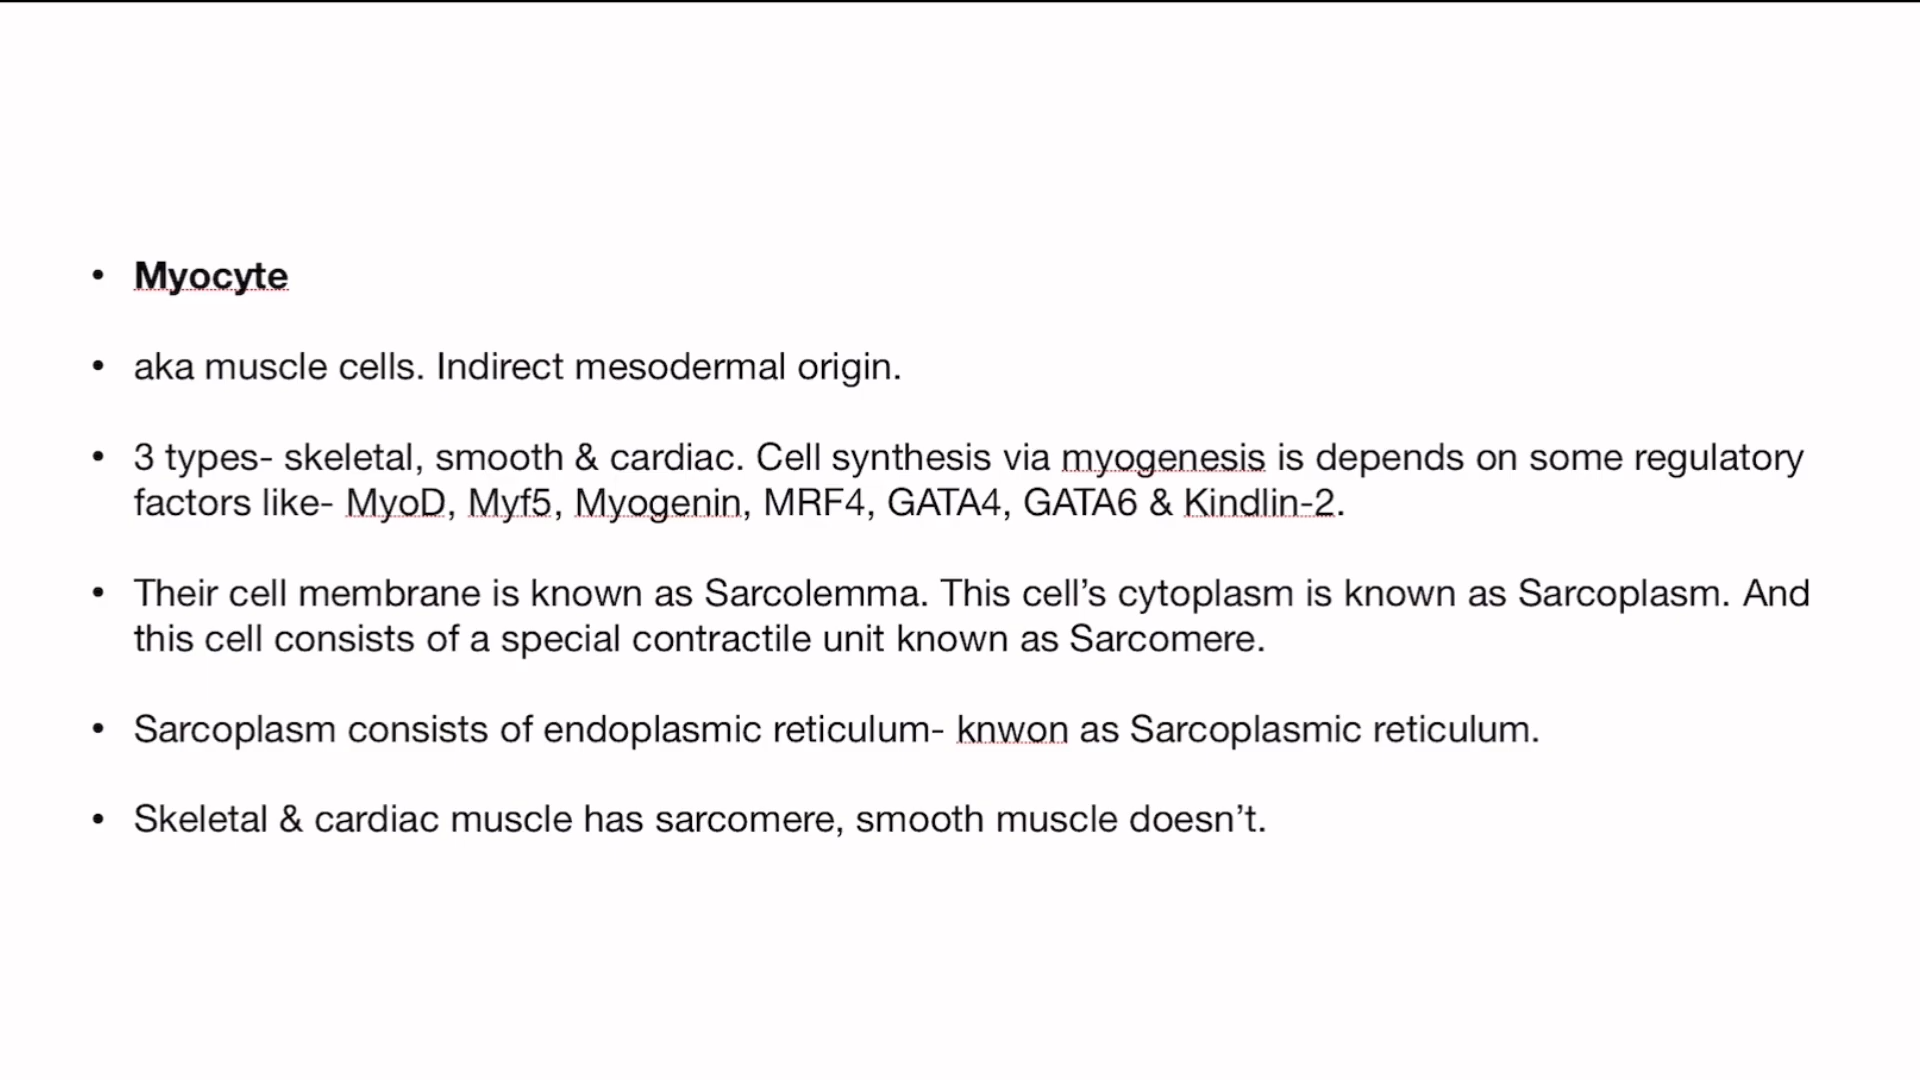 • Myocyte
• aka muscle cells. Indirect mesodermal origin.
• 3 types- skeletal, smooth & cardiac. Cell synthesis via myogenesis is depends on some regulatory
factors like- MyoD, Myf5, Myogenin, MRF4, GATA4, GATA6 & Kindlin-2.
• Their cell membrane is known as Sarcolemma. This cell’s cytoplasm is known as Sarcoplasm. And
this cell consists of a special contractile unit known as Sarcomere.
• Sarcoplasm consists of endoplasmic reticulum- knwon as Sarcoplasmic reticulum.
• Skeletal & cardiac muscle has sarcomere, smooth muscle doesn’t.